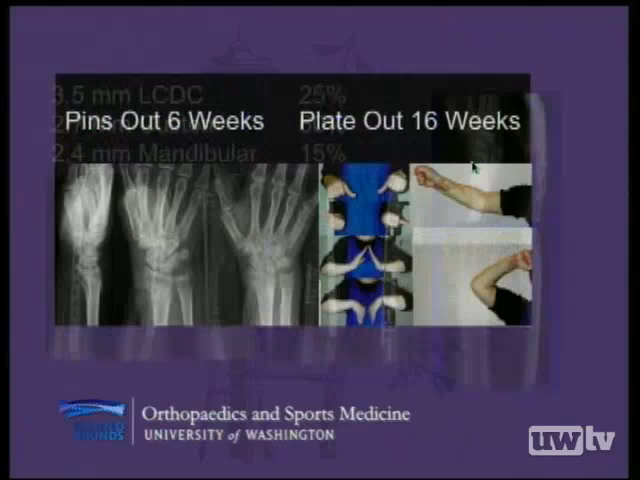 3.5 mm LCDC 25%
Pins Out 6 Weeks Plate Out 16 Weeks
2.4 mm Mandibular 15%
Orthopaedics and Sports Medicine
UNIVERSITY of WASHINGTON
ROUNDS
uwtv